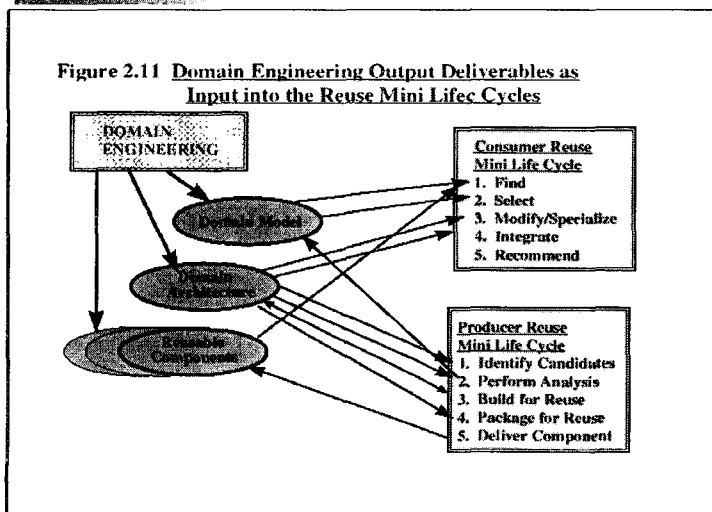 Figure 2.11 Domain Engineering Output Deliverables as
Input into the Reuse Mini Lifec Cycles
DOMAIN
ENGINEERING
Domain Model
Domain
Architecture
Reusable
Components
Consumer Reuse
Mini Life Cycle
1. Find
2. Select
3. Modify/Specialize
4. Integrate
5. Recommend
Producer Reuse
Mini Life Cycle
1. Identify Candidates
2. Perform Analysis
3. Build for Reuse
4. Package for Reuse
5. Deliver Component